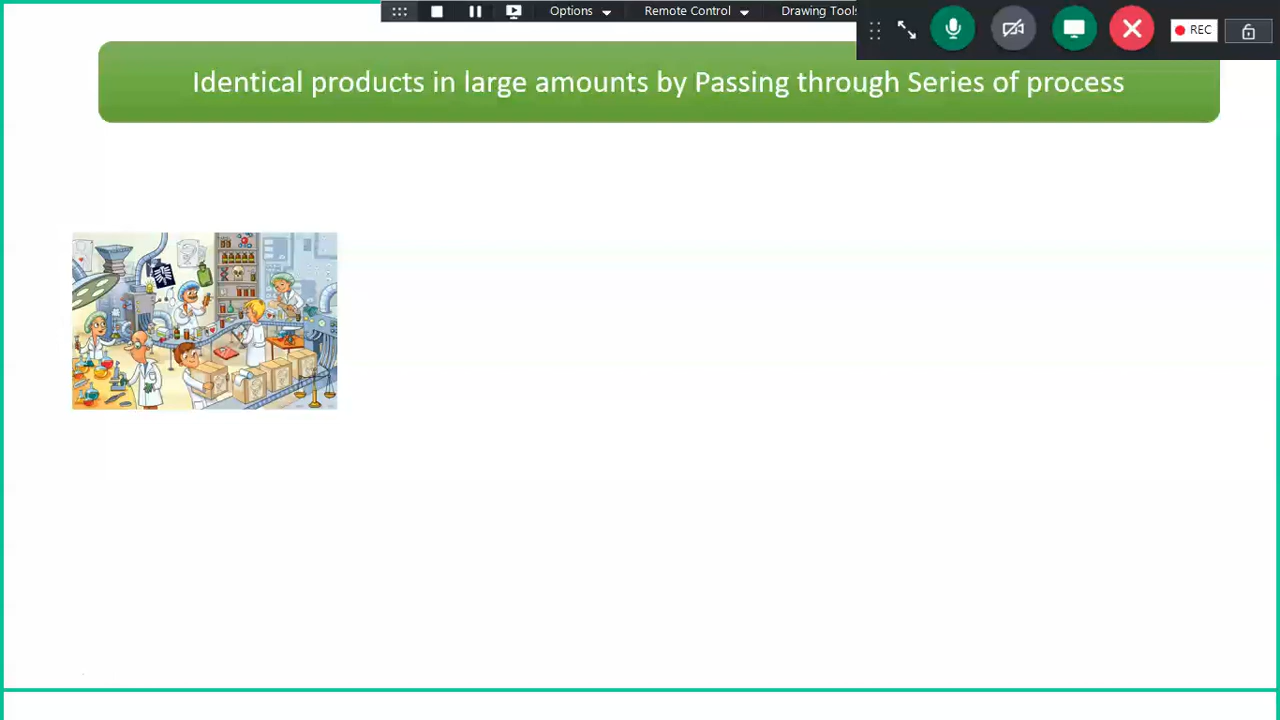 Options
Remote Control
Drawing Tools
REC
Identical products in large amounts by Passing through Series of process